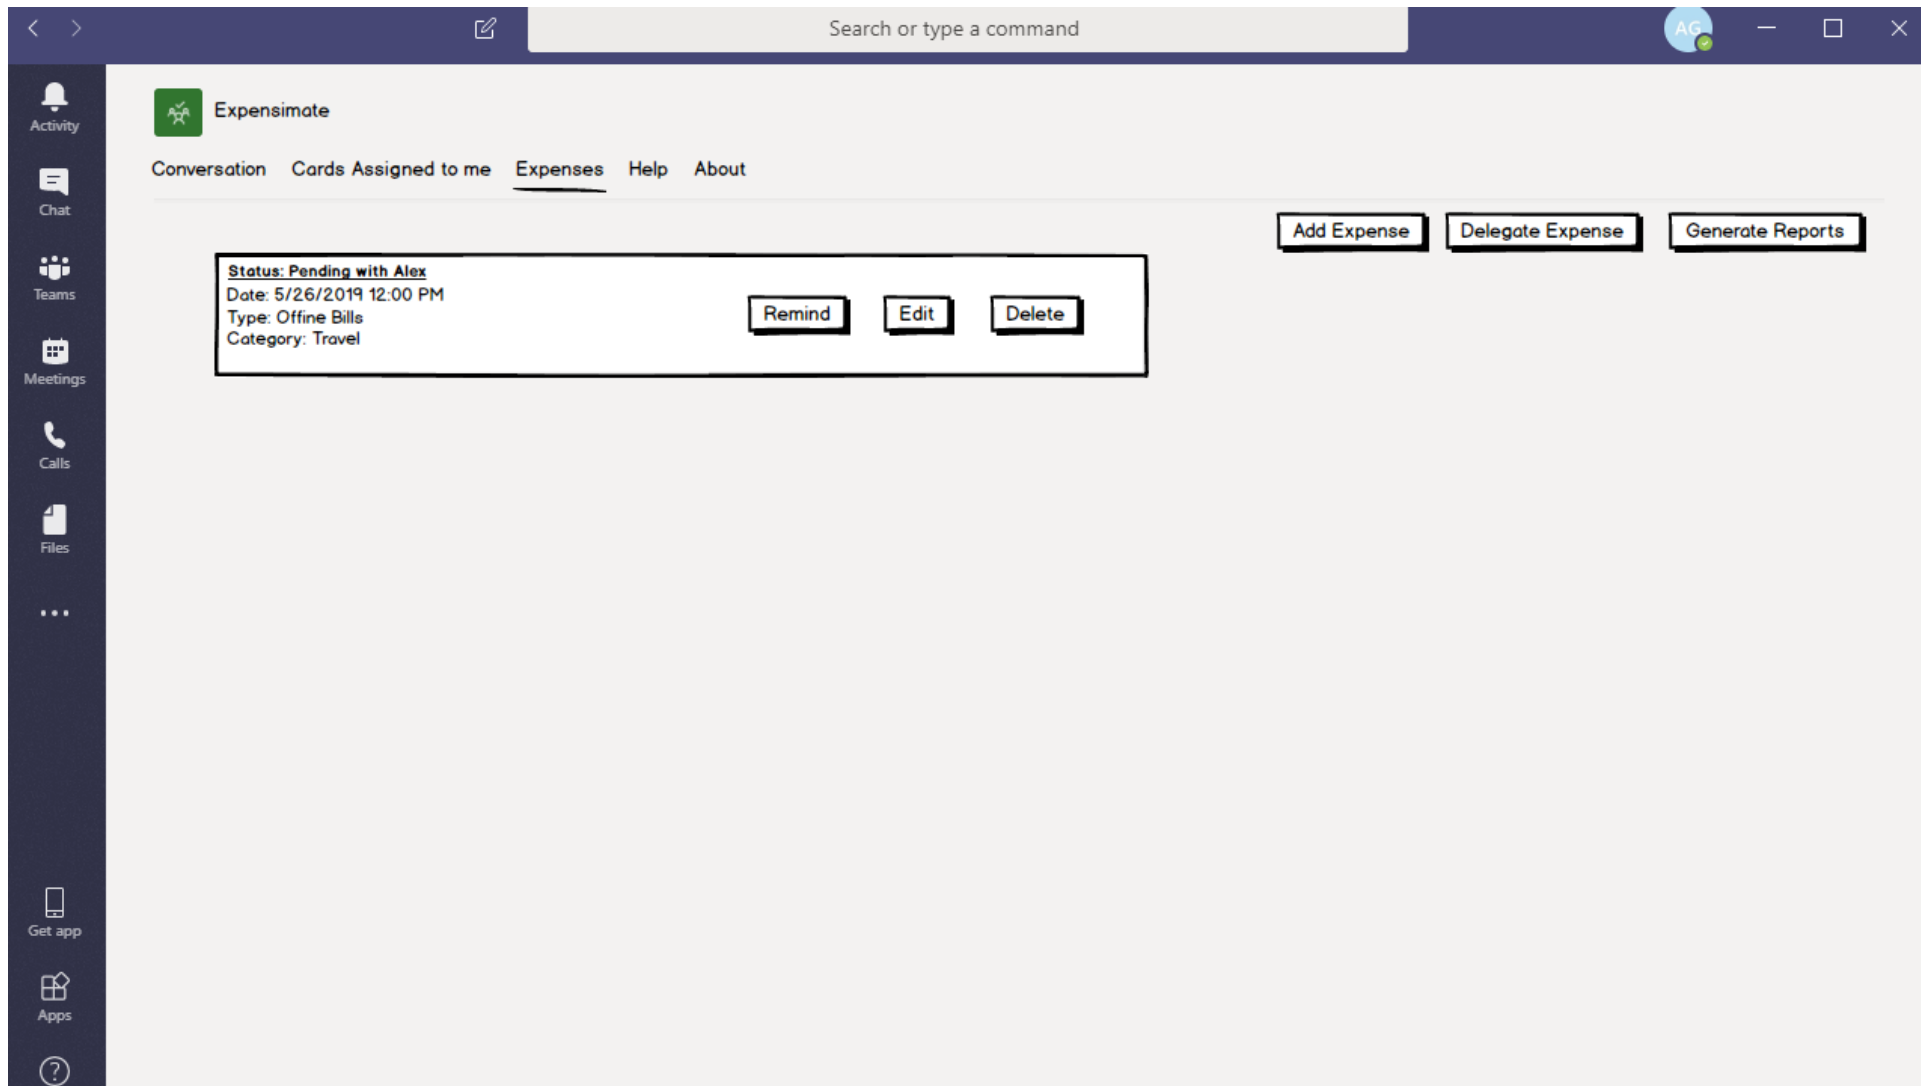 Search or type a command
AG
Activity
Chat
Teams
Meetings
Calls
Files
Get app
Apps
Expensimate
Conversation Cards Assigned to me Expenses Help About
Add Expense Delegate Expense Generate Reports
Status: Pending with Alex
Date: 5/26/2019 12:00 PM
Type: Offine Bills
Category: Travel
Remind Edit Delete